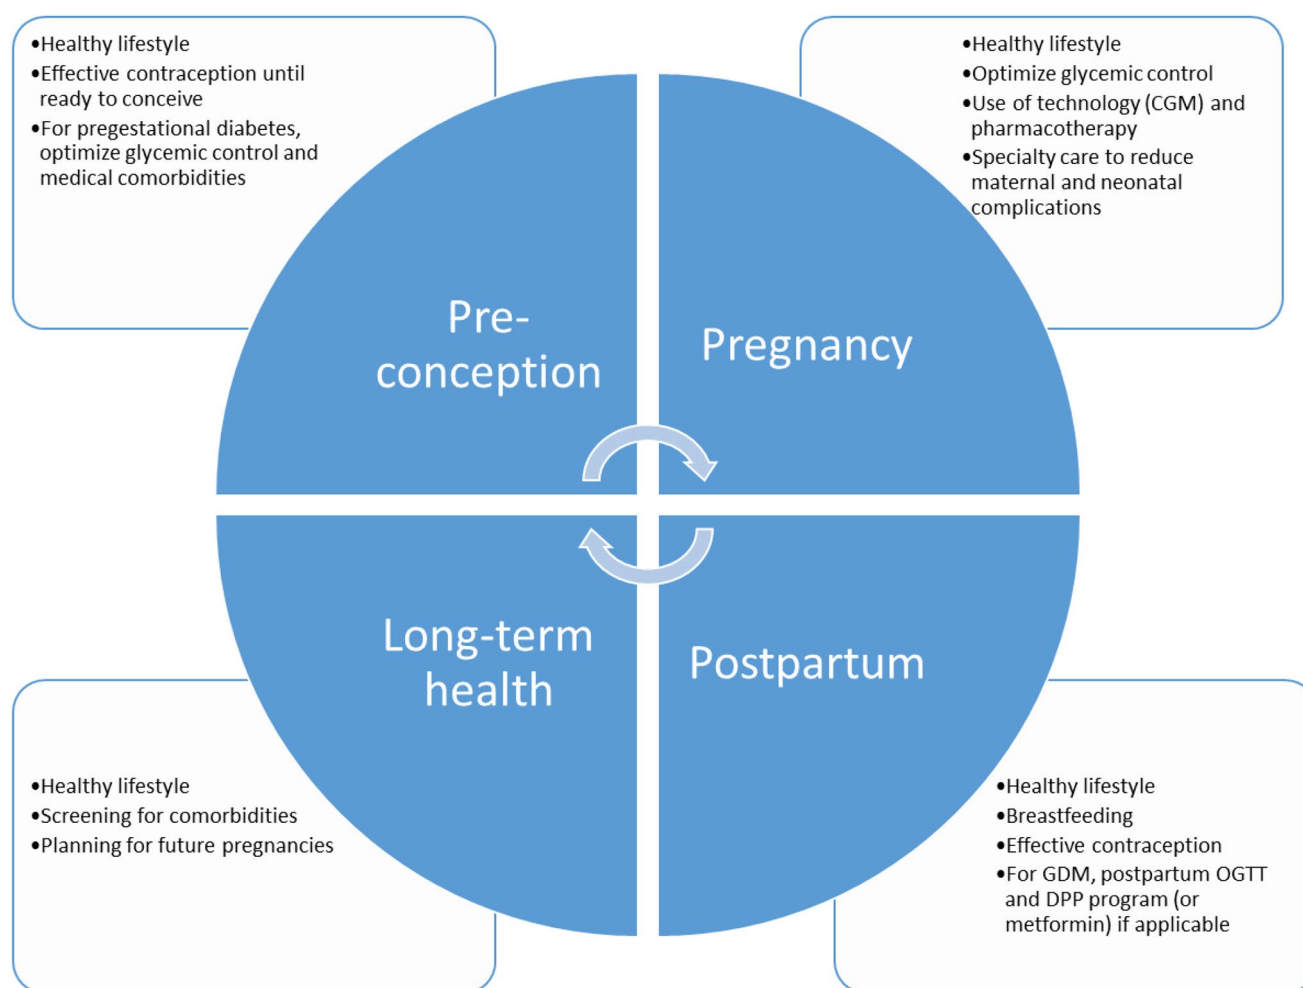 •Healthy lifestyle
•Effective contraception until
ready to conceive
•For pregestational diabetes,
optimize glycemic control and
medical comorbidities
•Healthy lifestyle
•Optimize glycemic control
•Use of technology (CGM) and
pharmacotherapy
•Specialty care to reduce
maternal and neonatal
complications
Pre-
conception
Pregnancy
Long-term
health
Postpartum
•Healthy lifestyle
•Screening for comorbidities
•Planning for future pregnancies
•Healthy lifestyle
•Breastfeeding
•Effective contraception
•For GDM, postpartum OGTT
and DPP program (or
metformin) if applicable